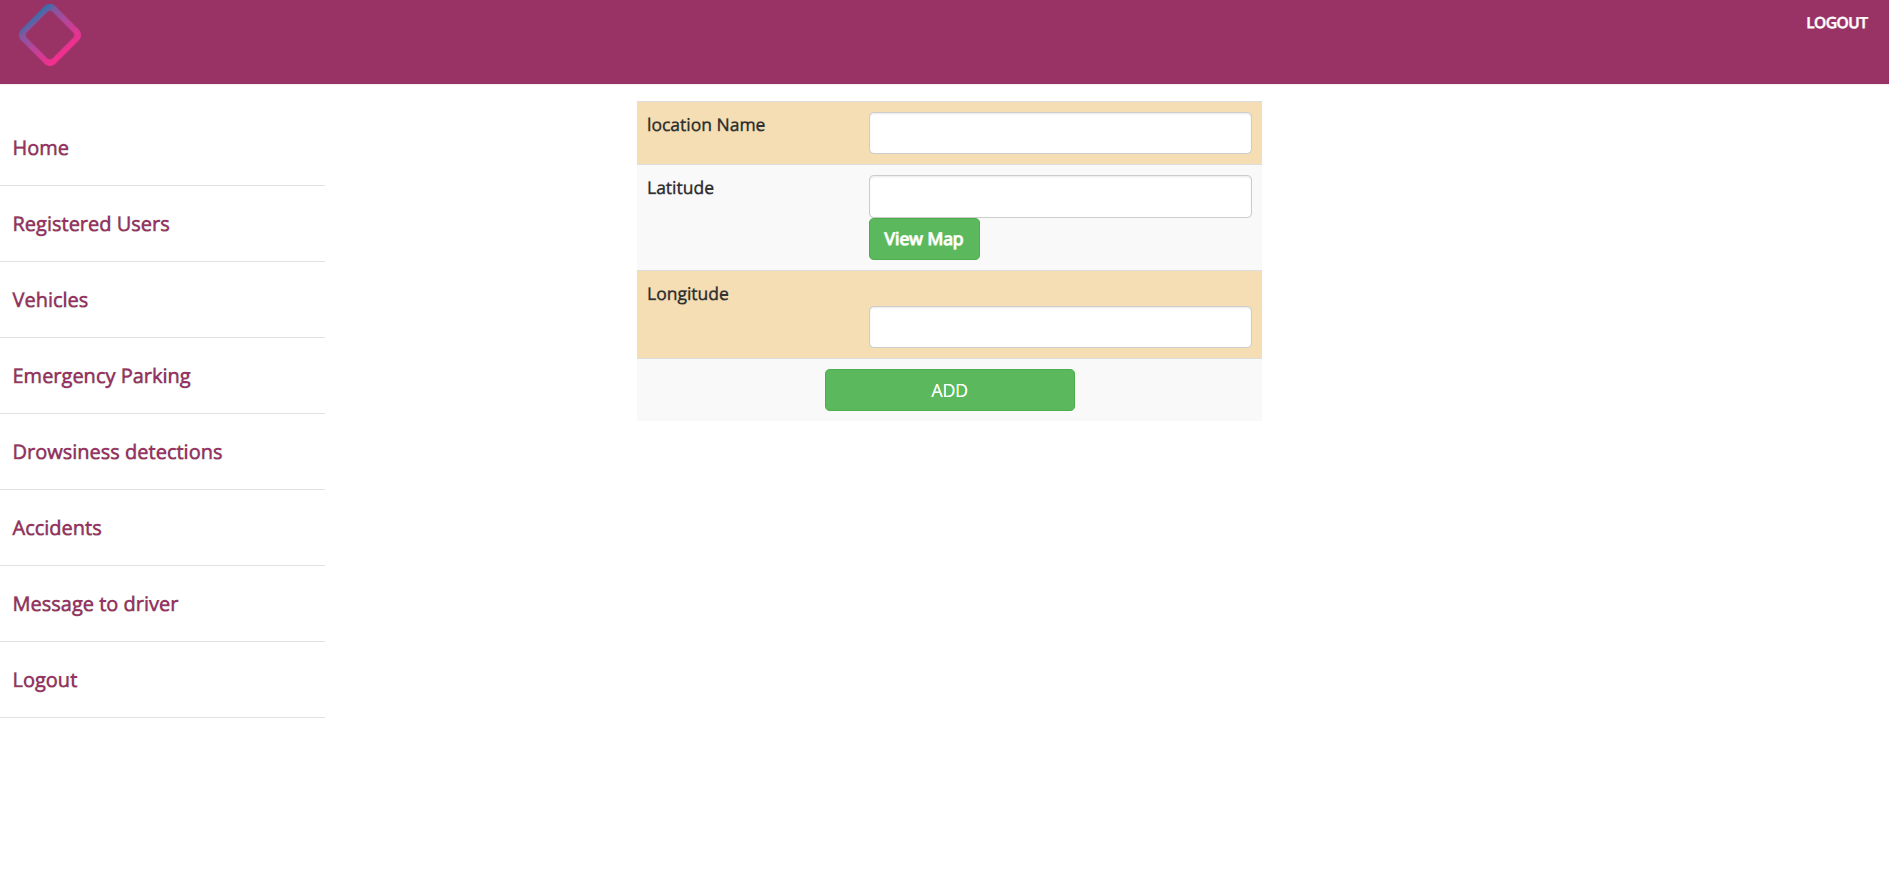 LOGOUT
Home
Registered Users
Vehicles
Emergency Parking
Drowsiness detections
Accidents
Message to driver
Logout
location Name
Latitude
View Map
Longitude
ADD